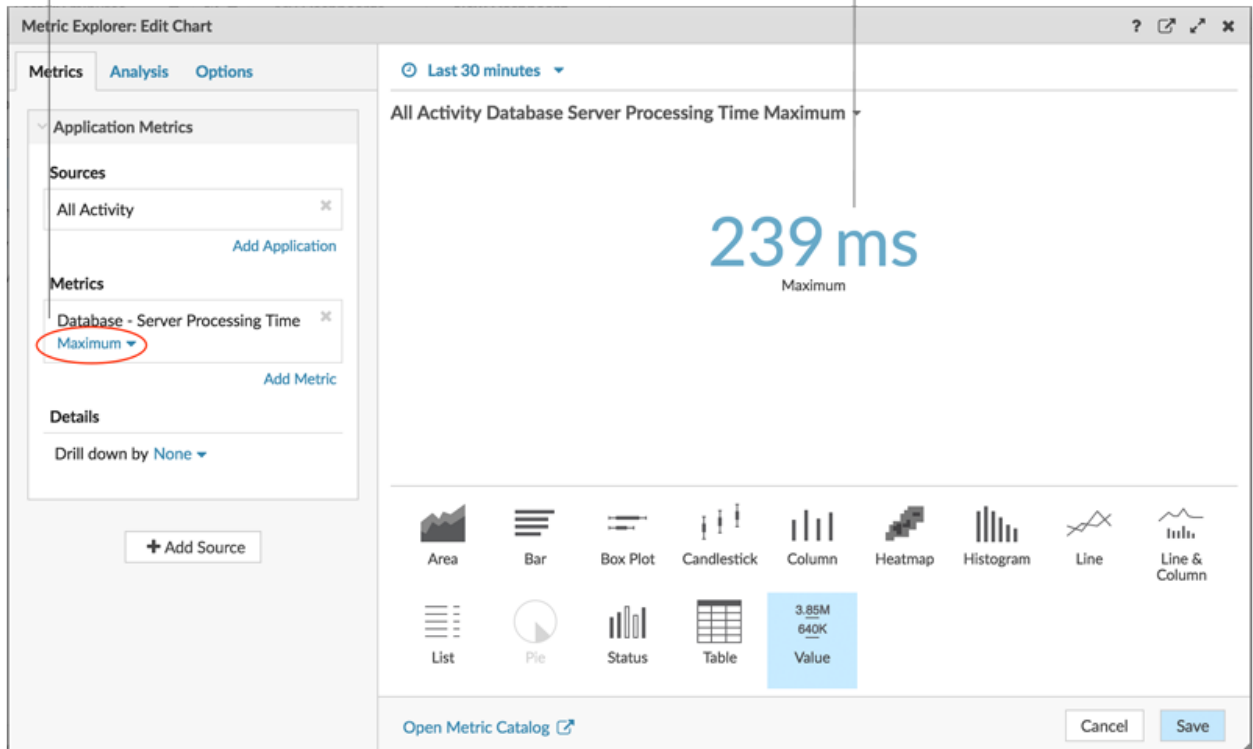 Metric Explorer: Edit Chart
?
Metrics Analysis Options
Last 30 minutes
Application Metrics
All Activity Database Server Processing Time Maximum
Sources
All Activity
Add Application
239 ms
Maximum
Metrics
Database - Server Processing Time
Maximum
Add Metric
Details
Drill down by None
+ Add Source
Area Bar Box Plot Candlestick Column Heatmap Histogram Line Line &
Column
3.85M
640K
List Pie Status Table Value
Open Metric Catalog
Cancel Save